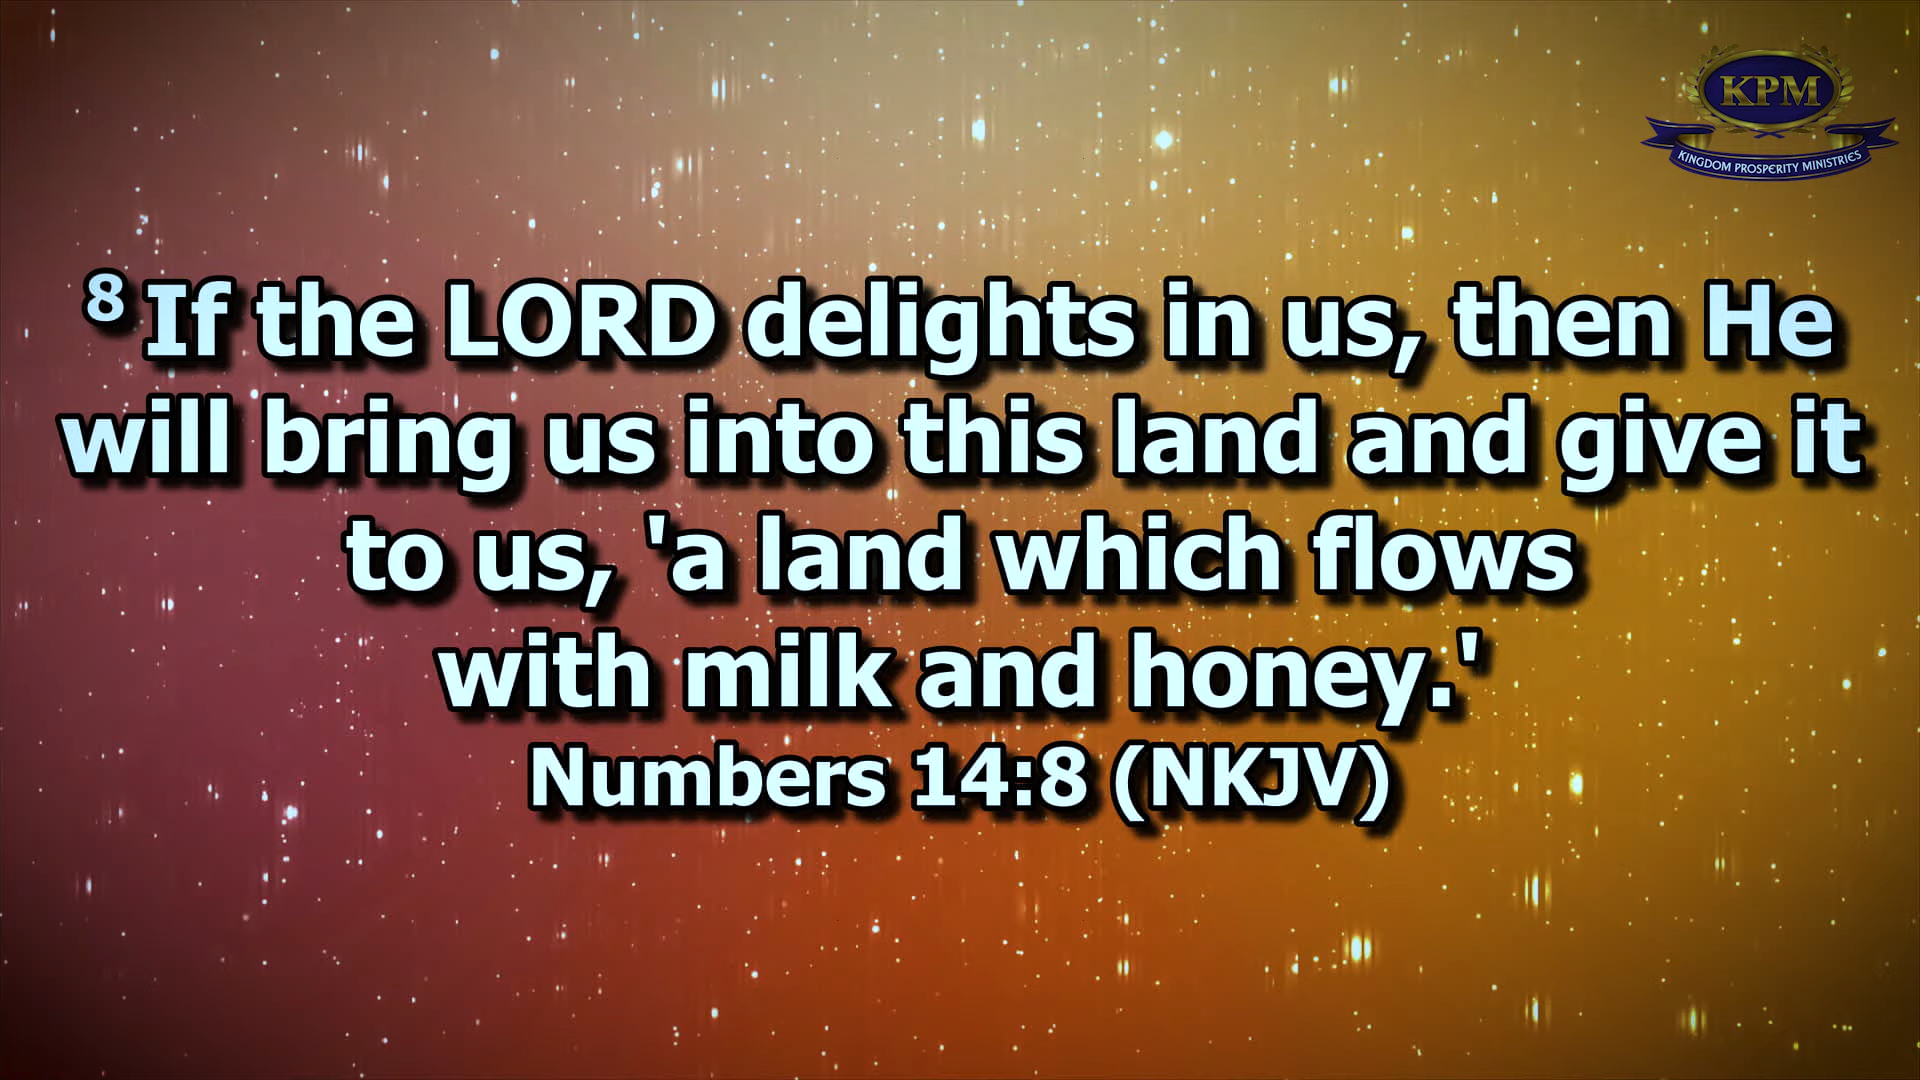 KPM
KINGDOM PROSPERITY MINISTRIES
8 If the LORD delights in us, then He
will bring us into this land and give it
to us, 'a land which flows
with milk and honey.'
Numbers 14:8 (NKJV)